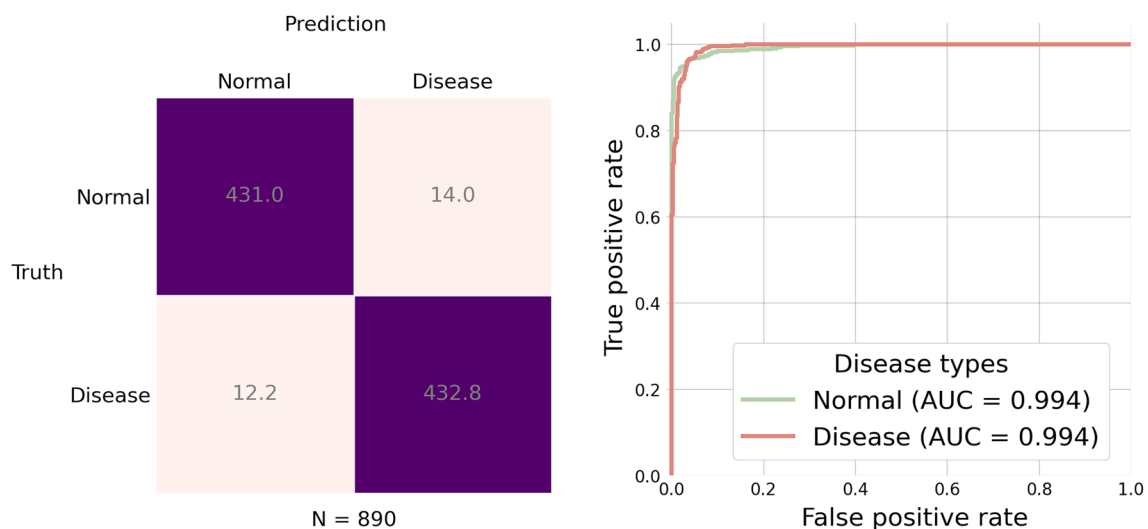 Prediction
Normal Disease
Normal 431.0 14.0
Truth
Disease 12.2 432.8
N = 890
1.0
0.8
0.6
0.4
0.2
0.0
True positive rate
Disease types
Normal (AUC = 0.994)
Disease (AUC = 0.994)
0.0 0.2 0.4 0.6 0.8 1.0
False positive rate